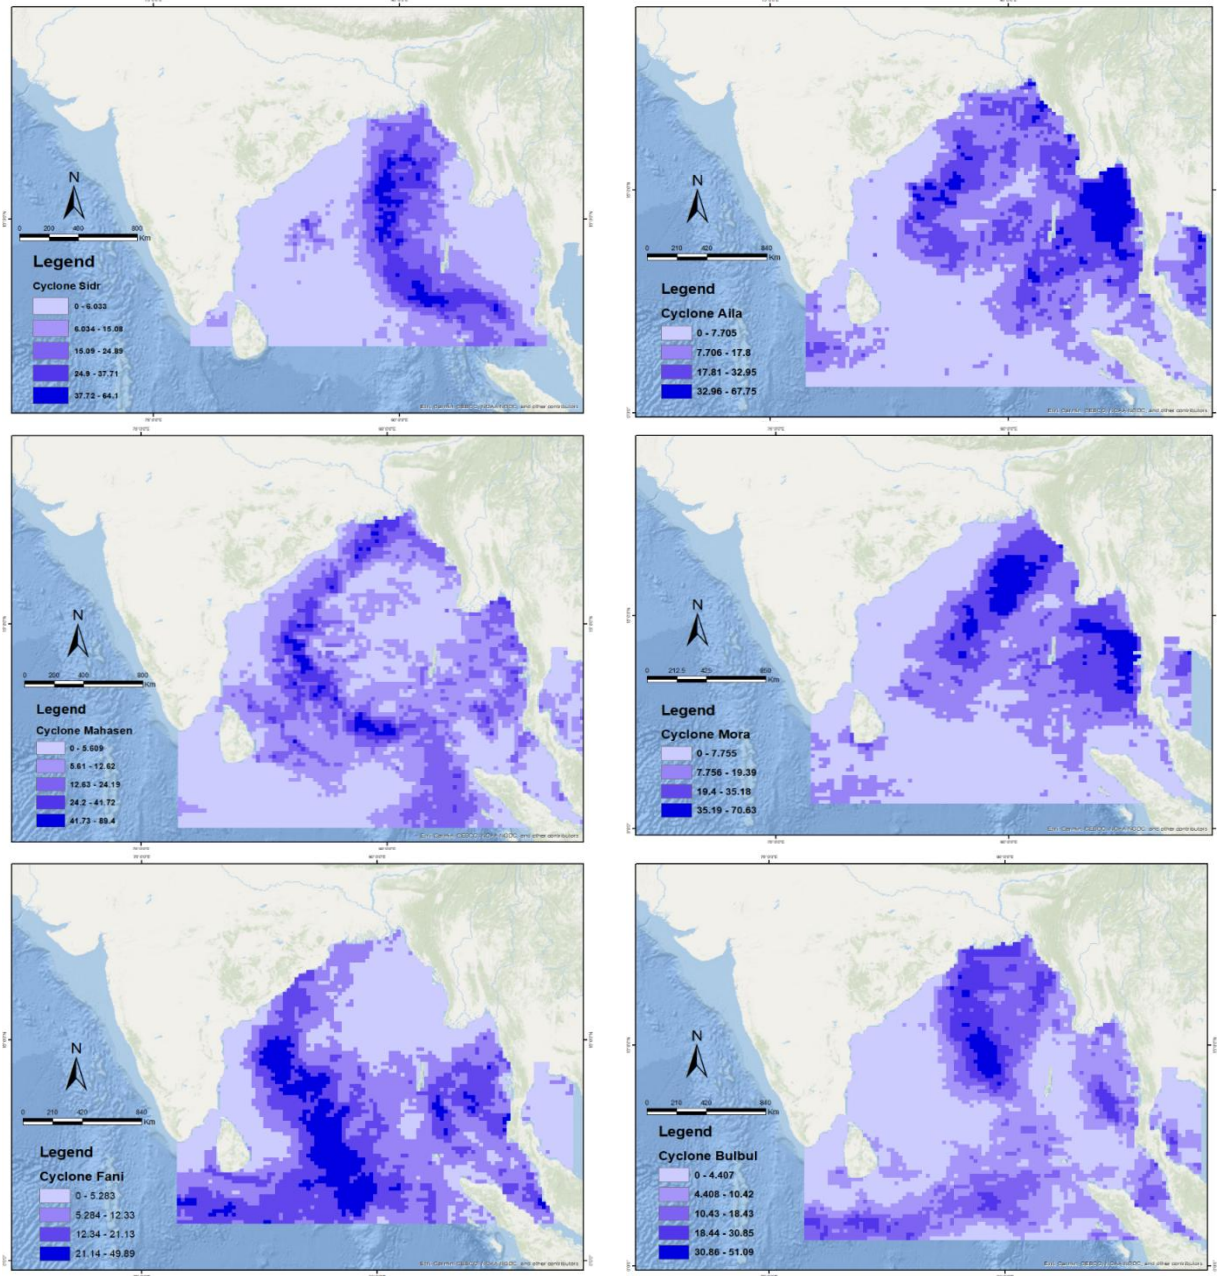 N
0 200 400 800
Km
Legend
Cyclone Sidr
0 - 6.033
6.034 - 15.08
15.09 - 24.89
24.9 - 37.71
37.72 - 64.1
N
0 210 420 840
Km
Legend
Cyclone Aila
0 - 7.705
7.706 - 17.8
17.81 - 32.95
32.96 - 67.75
N
0 200 400 800
Km
Legend
Cyclone Mahasen
0 - 5.609
5.61 - 12.62
12.63 - 24.19
24.2 - 41.72
41.73 - 89.4
N
0 212.5 425 850
Km
Legend
Cyclone Mora
0 - 7.755
7.756 - 19.39
19.4 - 35.18
35.19 - 70.63
N
0 210 420 840
Km
Legend
Cyclone Fani
0 - 5.283
5.284 - 12.33
12.34 - 21.13
21.14 - 49.89
N
0 210 420 840
Km
Legend
Cyclone Bulbul
0 - 4.407
4.408 - 10.42
10.43 - 18.43
18.44 - 30.85
30.86 - 51.09